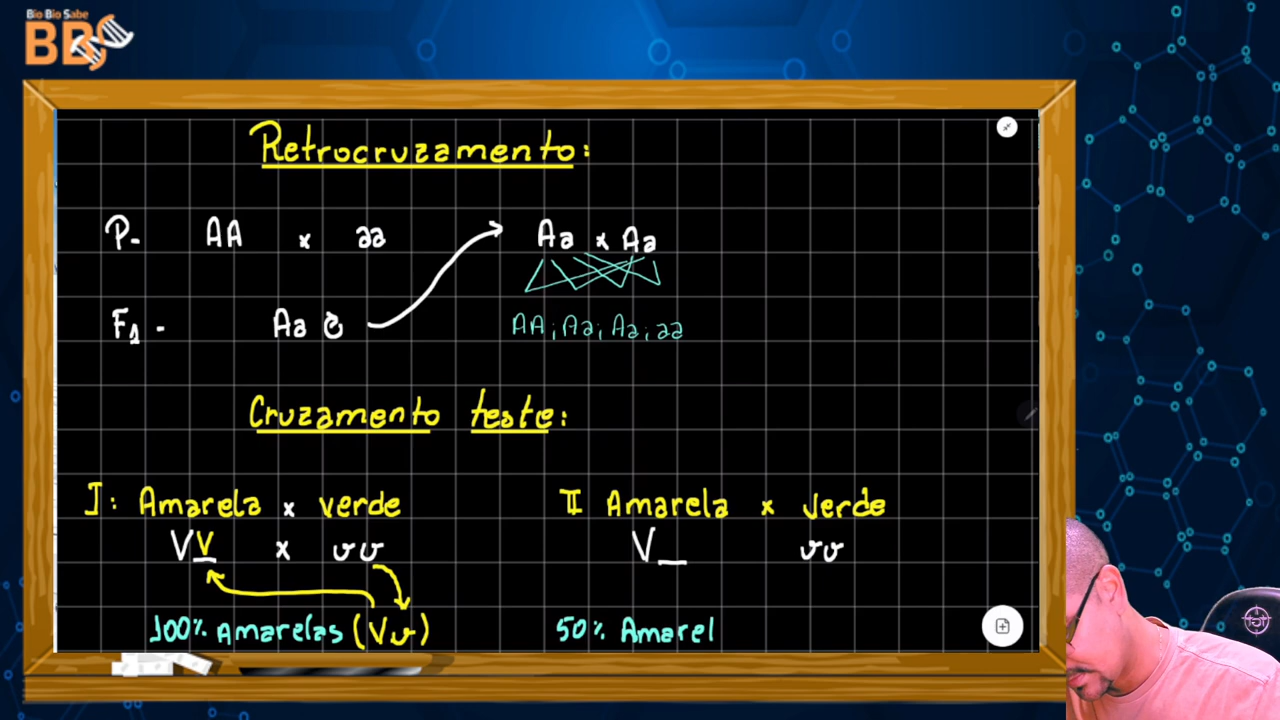 Bio Bio Sabe
BBS
Retrocruzamento:
P- AA x aa
Aa x Aa
F1 - Aa
AA; Aa; Aa; aa
Cruzamento teste:
I: Amarela x verde
VV x vv
100% Amarelas (Vv)
II Amarela x verde
V_ vv
50% Amarel